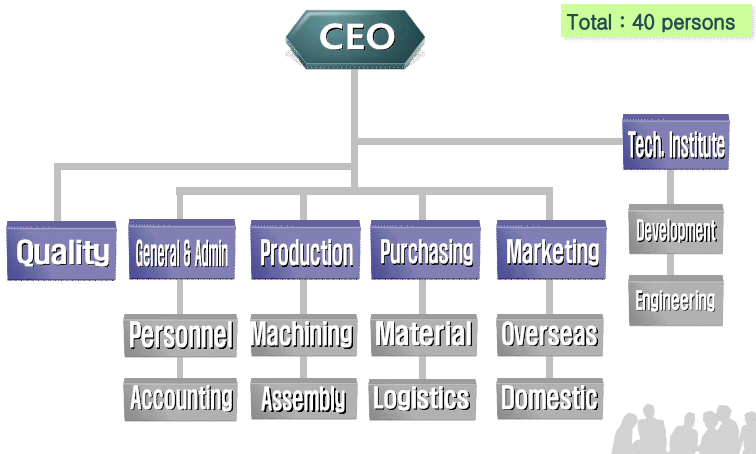 CEO
Total : 40 persons
Tech. Institute
Development
Engineering
Quality
General & Admin
Production
Purchasing
Marketing
Personnel
Machining
Material
Overseas
Accounting
Assembly
Logistics
Domestic